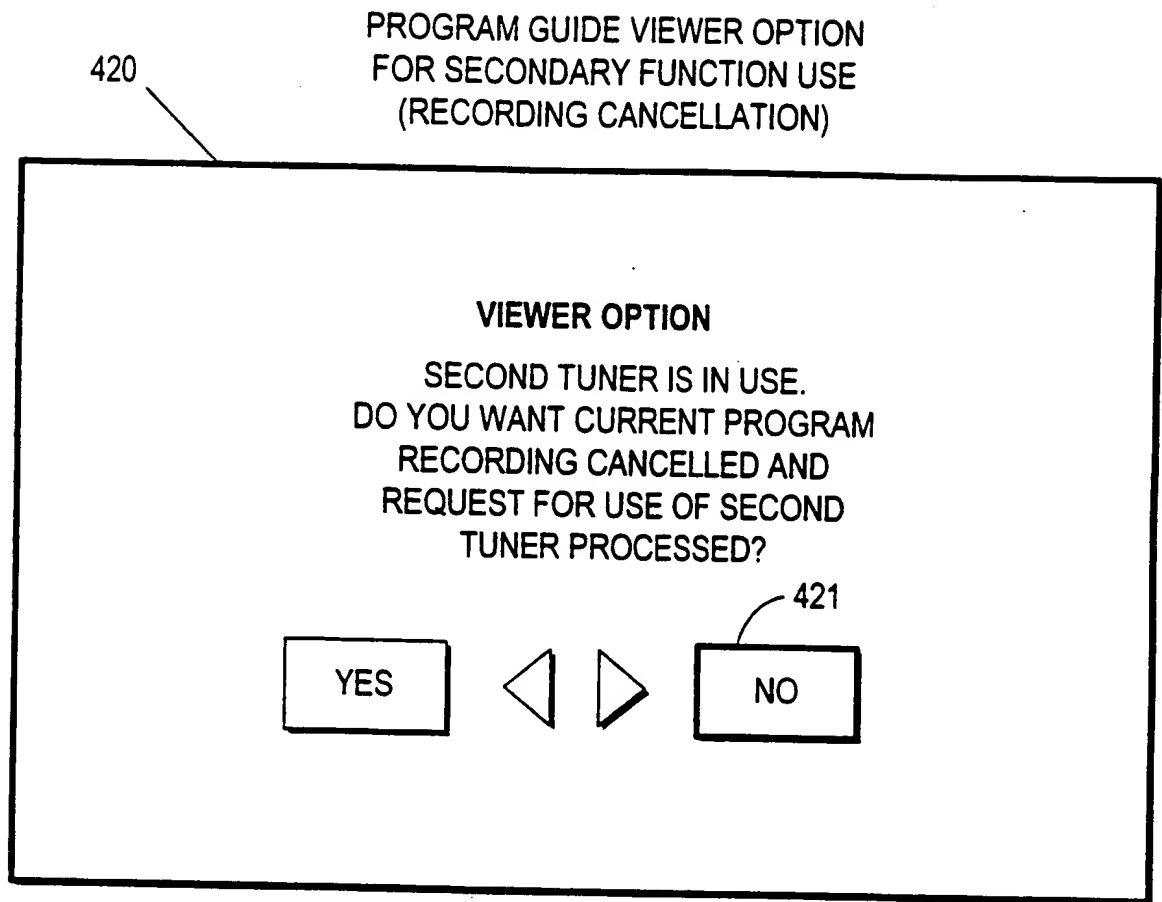 PROGRAM GUIDE VIEWER OPTION
FOR SECONDARY FUNCTION USE
(RECORDING CANCELLATION)
420
VIEWER OPTION
SECOND TUNER IS IN USE.
DO YOU WANT CURRENT PROGRAM
RECORDING CANCELLED AND
REQUEST FOR USE OF SECOND
TUNER PROCESSED?
421
YES
NO